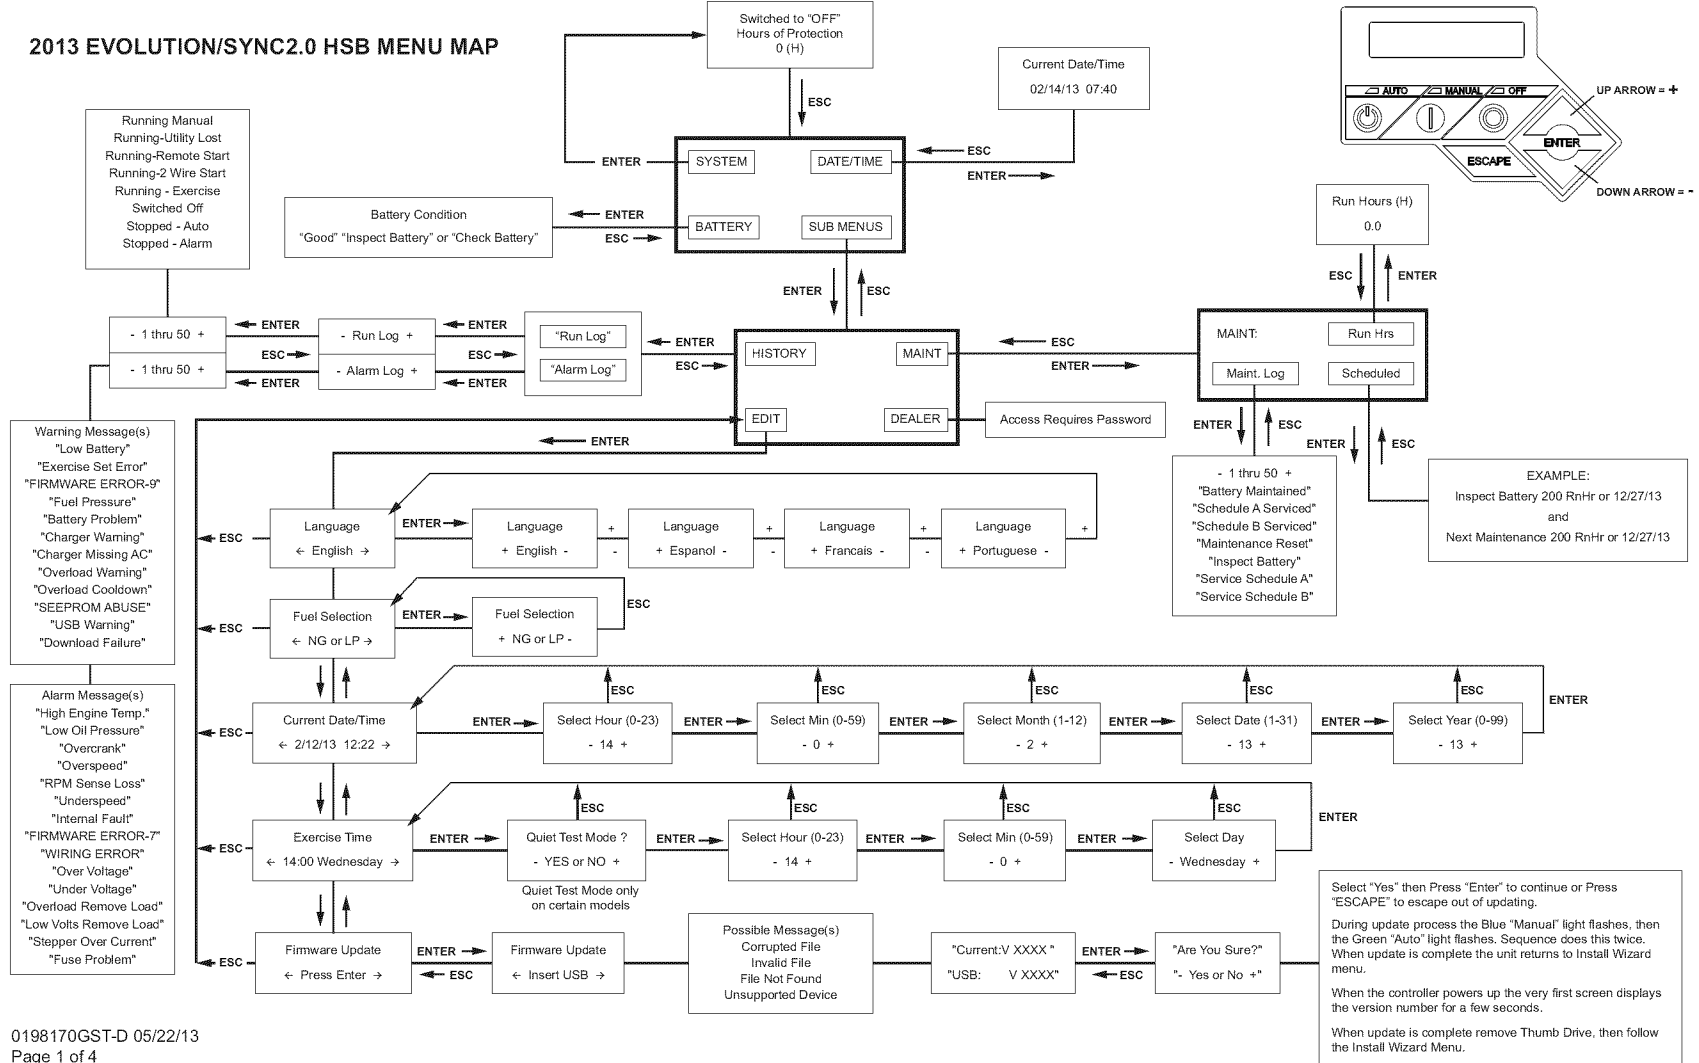 2013 EVOLUTION/SYNC2.0 HSB MENU MAP
Switched to "OFF"
Hours of Protection
0 (H)
ESC
Current Date/Time
02/14/13 07:40
AUTO
MANUAL
OFF
ENTER
ESCAPE
UP ARROW = +
DOWN ARROW = -
Running Manual
Running-Utility Lost
Running-Remote Start
Running-2 Wire Start
Running - Exercise
Switched Off
Stopped - Auto
Stopped - Alarm
ENTER
SYSTEM
DATE/TIME
BATTERY
SUB MENUS
ESC
ENTER
Battery Condition
"Good" "Inspect Battery" or "Check Battery"
ENTER
ESC
ENTER
ESC
Run Hours (H)
0.0
ESC
ENTER
- 1 thru 50 +
- 1 thru 50 +
ENTER
ESC
ENTER
- Run Log +
- Alarm Log +
ENTER
ESC
ENTER
"Run Log"
"Alarm Log"
ENTER
ESC
HISTORY
MAINT
EDIT
DEALER
ESC
ENTER
MAINT:
Run Hrs
Maint. Log
Scheduled
Access Requires Password
ENTER
ENTER
ESC
ENTER
ESC
- 1 thru 50 +
"Battery Maintained"
"Schedule A Serviced"
"Schedule B Serviced"
"Maintenance Reset"
"Inspect Battery"
"Service Schedule A"
"Service Schedule B"
EXAMPLE:
Inspect Battery 200 RnHr or 12/27/13
and
Next Maintenance 200 RnHr or 12/27/13
Warning Message(s)
"Low Battery"
"Exercise Set Error"
"FIRMWARE ERROR-9"
"Fuel Pressure"
"Battery Problem"
"Charger Warning"
"Charger Missing AC"
"Overload Warning"
"Overload Cooldown"
"SEEPROM ABUSE"
"USB Warning"
"Download Failure"
Alarm Message(s)
"High Engine Temp."
"Low Oil Pressure"
"Overcrank"
"Overspeed"
"RPM Sense Loss"
"Underspeed"
"Internal Fault"
"FIRMWARE ERROR-7"
"WIRING ERROR"
"Over Voltage"
"Under Voltage"
"Overload Remove Load"
"Low Volts Remove Load"
"Stepper Over Current"
"Fuse Problem"
ESC
Language
← English →
ENTER
Language
+ English -
+
-
Language
+ Espanol -
+
-
Language
+ Francais -
+
-
Language
+ Portuguese -
+
ESC
Fuel Selection
← NG or LP →
ENTER
Fuel Selection
+ NG or LP -
ESC
ESC
Current Date/Time
← 2/12/13 12:22 →
ENTER
ESC
Select Hour (0-23)
- 14 +
ENTER
ESC
Select Min (0-59)
- 0 +
ENTER
ESC
Select Month (1-12)
- 2 +
ENTER
ESC
Select Date (1-31)
- 13 +
ENTER
ESC
Select Year (0-99)
- 13 +
ENTER
ESC
Exercise Time
← 14:00 Wednesday →
ENTER
ESC
Quiet Test Mode ?
- YES or NO +
Quiet Test Mode only
on certain models
ENTER
ESC
Select Hour (0-23)
- 14 +
ENTER
ESC
Select Min (0-59)
- 0 +
ENTER
ESC
Select Day
- Wednesday +
ENTER
ESC
Firmware Update
← Press Enter →
ENTER
ESC
Firmware Update
← Insert USB →
Possible Message(s)
Corrupted File
Invalid File
File Not Found
Unsupported Device
"Current:V XXXX "
"USB: V XXXX"
ENTER
ESC
"Are You Sure?"
"- Yes or No +"
Select "Yes" then Press "Enter" to continue or Press
"ESCAPE" to escape out of updating.
During update process the Blue "Manual" light flashes, then
the Green "Auto" light flashes. Sequence does this twice.
When update is complete the unit returns to Install Wizard
menu.
When the controller powers up the very first screen displays
the version number for a few seconds.
When update is complete remove Thumb Drive, then follow
the Install Wizard Menu.
0198170GST-D 05/22/13
Page 1 of 4